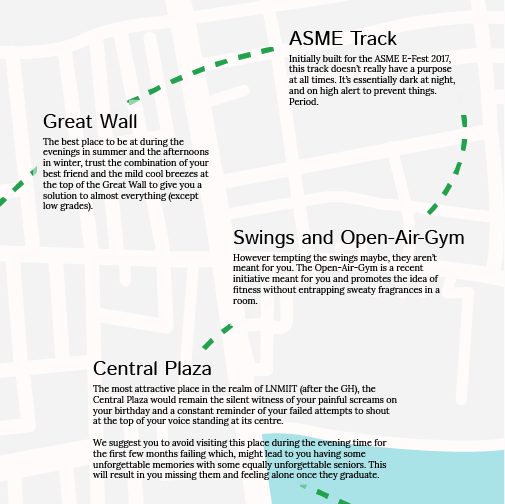 ASME Track
Initially built for the ASME E-Fest 2017,
this track doesn't really have a purpose
at all times. It's essentially dark at night,
and on high alert to prevent things.
Period.
Great Wall
The best place to be at during the
evenings in summer and the afternoons
in winter, trust the combination of your
best friend and the mild cool breezes at
the top of the Great Wall to give you a
solution to almost everything (except
low grades).
Swings and Open-Air-Gym
However tempting the swings maybe, they aren't
meant for you. The Open-Air-Gym is a recent
initiative meant for you and promotes the idea of
fitness without entrapping sweaty fragrances in a
room.
Central Plaza
The most attractive place in the realm of LNMIIT (after the GH), the
Central Plaza would remain the silent witness of your painful screams on
your birthday and a constant reminder of your failed attempts to shout
at the top of your voice standing at its centre.
We suggest you to avoid visiting this place during the evening time for
the first few months failing which, might lead to you having some
unforgettable memories with some equally unforgettable seniors. This
will result in you missing them and feeling alone once they graduate.